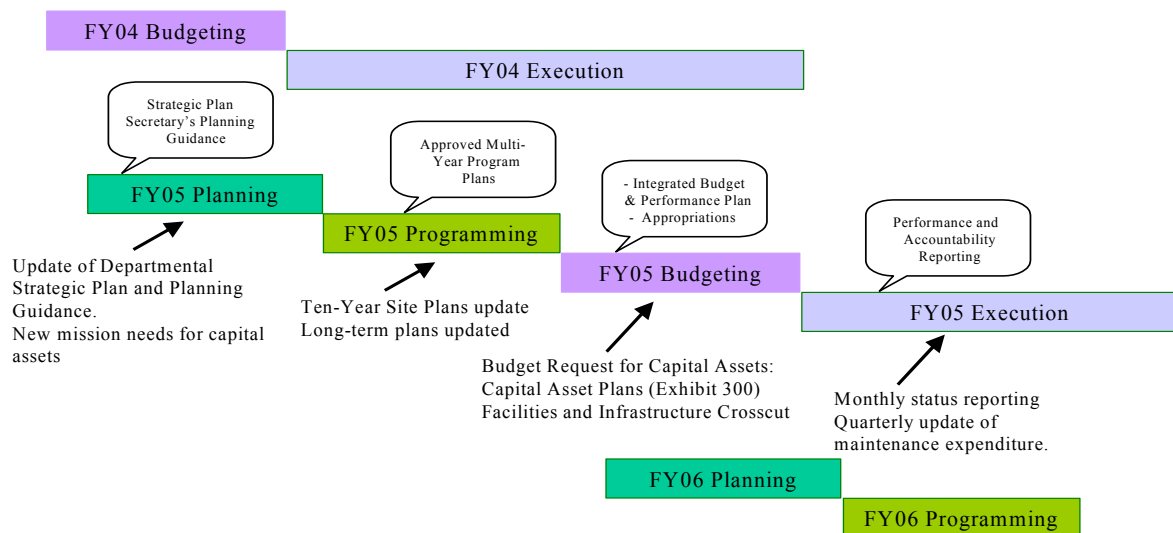 FY04 Budgeting
FY04 Execution
Strategic Plan
Secretary's Planning
Guidance
FY05 Planning
Update of Departmental
Strategic Plan and Planning
Guidance.
New mission needs for capital
assets
Approved Multi-
Year Program
Plans
FY05 Programming
Ten-Year Site Plans update
Long-term plans updated
- Integrated Budget
& Performance Plan
- Appropriations
FY05 Budgeting
Budget Request for Capital Assets:
Capital Asset Plans (Exhibit 300)
Facilities and Infrastructure Crosscut
Performance and
Accountability
Reporting
FY05 Execution
Monthly status reporting
Quarterly update of
maintenance expenditure.
FY06 Planning
FY06 Programming